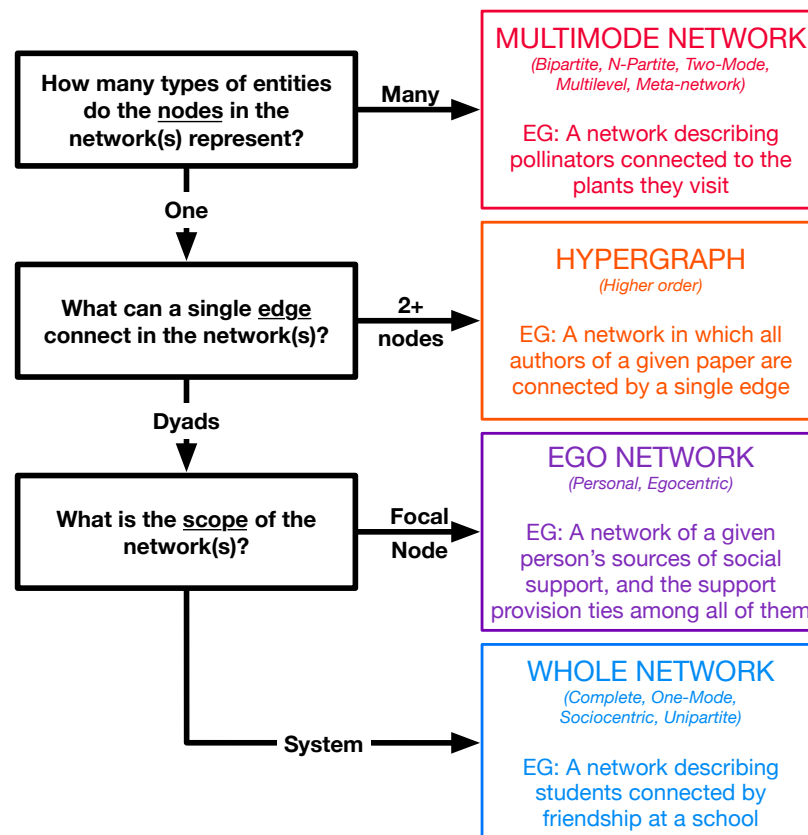 How many types of entities
do the nodes in the
network(s) represent?
Many
MULTIMODE NETWORK
(Bipartite, N-Partite, Two-Mode,
Multilevel, Meta-network)
EG: A network describing
pollinators connected to the
plants they visit
One
What can a single edge
connect in the network(s)?
2+
nodes
HYPERGRAPH
(Higher order)
EG: A network in which all
authors of a given paper are
connected by a single edge
Dyads
What is the scope of the
network(s)?
Focal
Node
EGO NETWORK
(Personal, Egocentric)
EG: A network of a given
person's sources of social
support, and the support
provision ties among all of them
System
WHOLE NETWORK
(Complete, One-Mode,
Sociocentric, Unipartite)
EG: A network describing
students connected by
friendship at a school